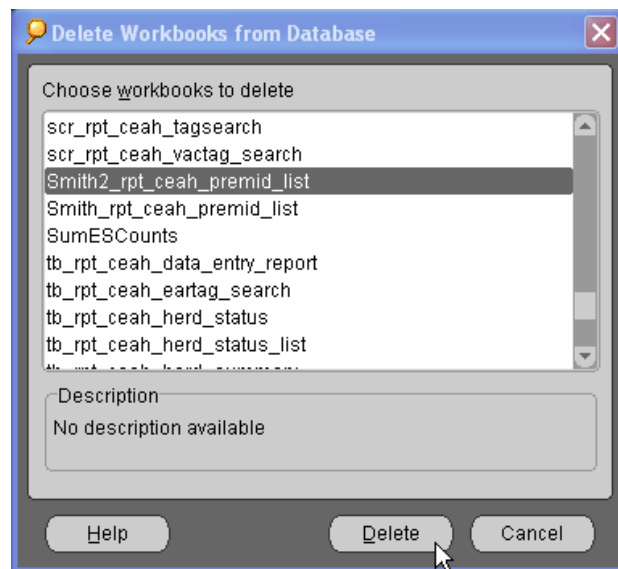 Delete Workbooks from Database
Choose workbooks to delete
scr_rpt_ceah_tagsearch
scr_rpt_ceah_vactag_search
Smith2_rpt_ceah_premid_list
Smith_rpt_ceah_premid_list
SumESCounts
tb_rpt_ceah_data_entry_report
tb_rpt_ceah_eartag_search
tb_rpt_ceah_herd_status
tb_rpt_ceah_herd_status_list
Description
No description available
Help Delete Cancel